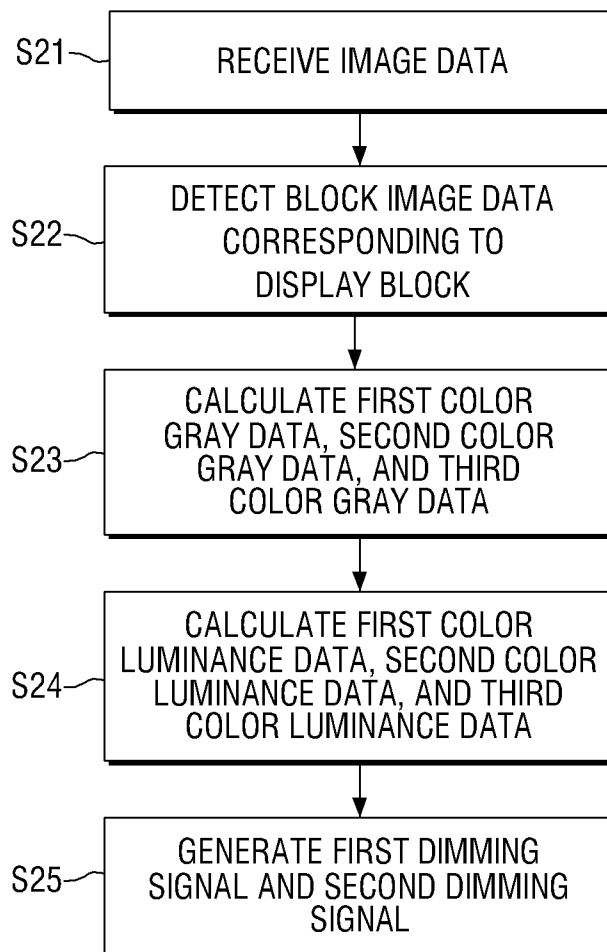 S21
RECEIVE IMAGE DATA
S22
DETECT BLOCK IMAGE DATA
CORRESPONDING TO
DISPLAY BLOCK
S23
CALCULATE FIRST COLOR
GRAY DATA, SECOND COLOR
GRAY DATA, AND THIRD
COLOR GRAY DATA
S24
CALCULATE FIRST COLOR
LUMINANCE DATA, SECOND COLOR
LUMINANCE DATA, AND THIRD
COLOR LUMINANCE DATA
S25
GENERATE FIRST DIMMING
SIGNAL AND SECOND DIMMING
SIGNAL